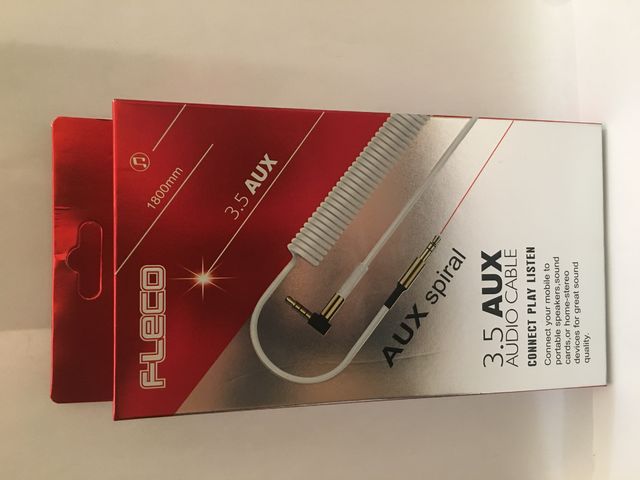 FLECO
1800mm
3.5 AUX
AUX spiral
3.5 AUX
AUDIO CABLE
CONNECT PLAY LISTEN
Connect your mobile to
portable speakers,sound
cards,or home-stereo
devices for great sound
quality.